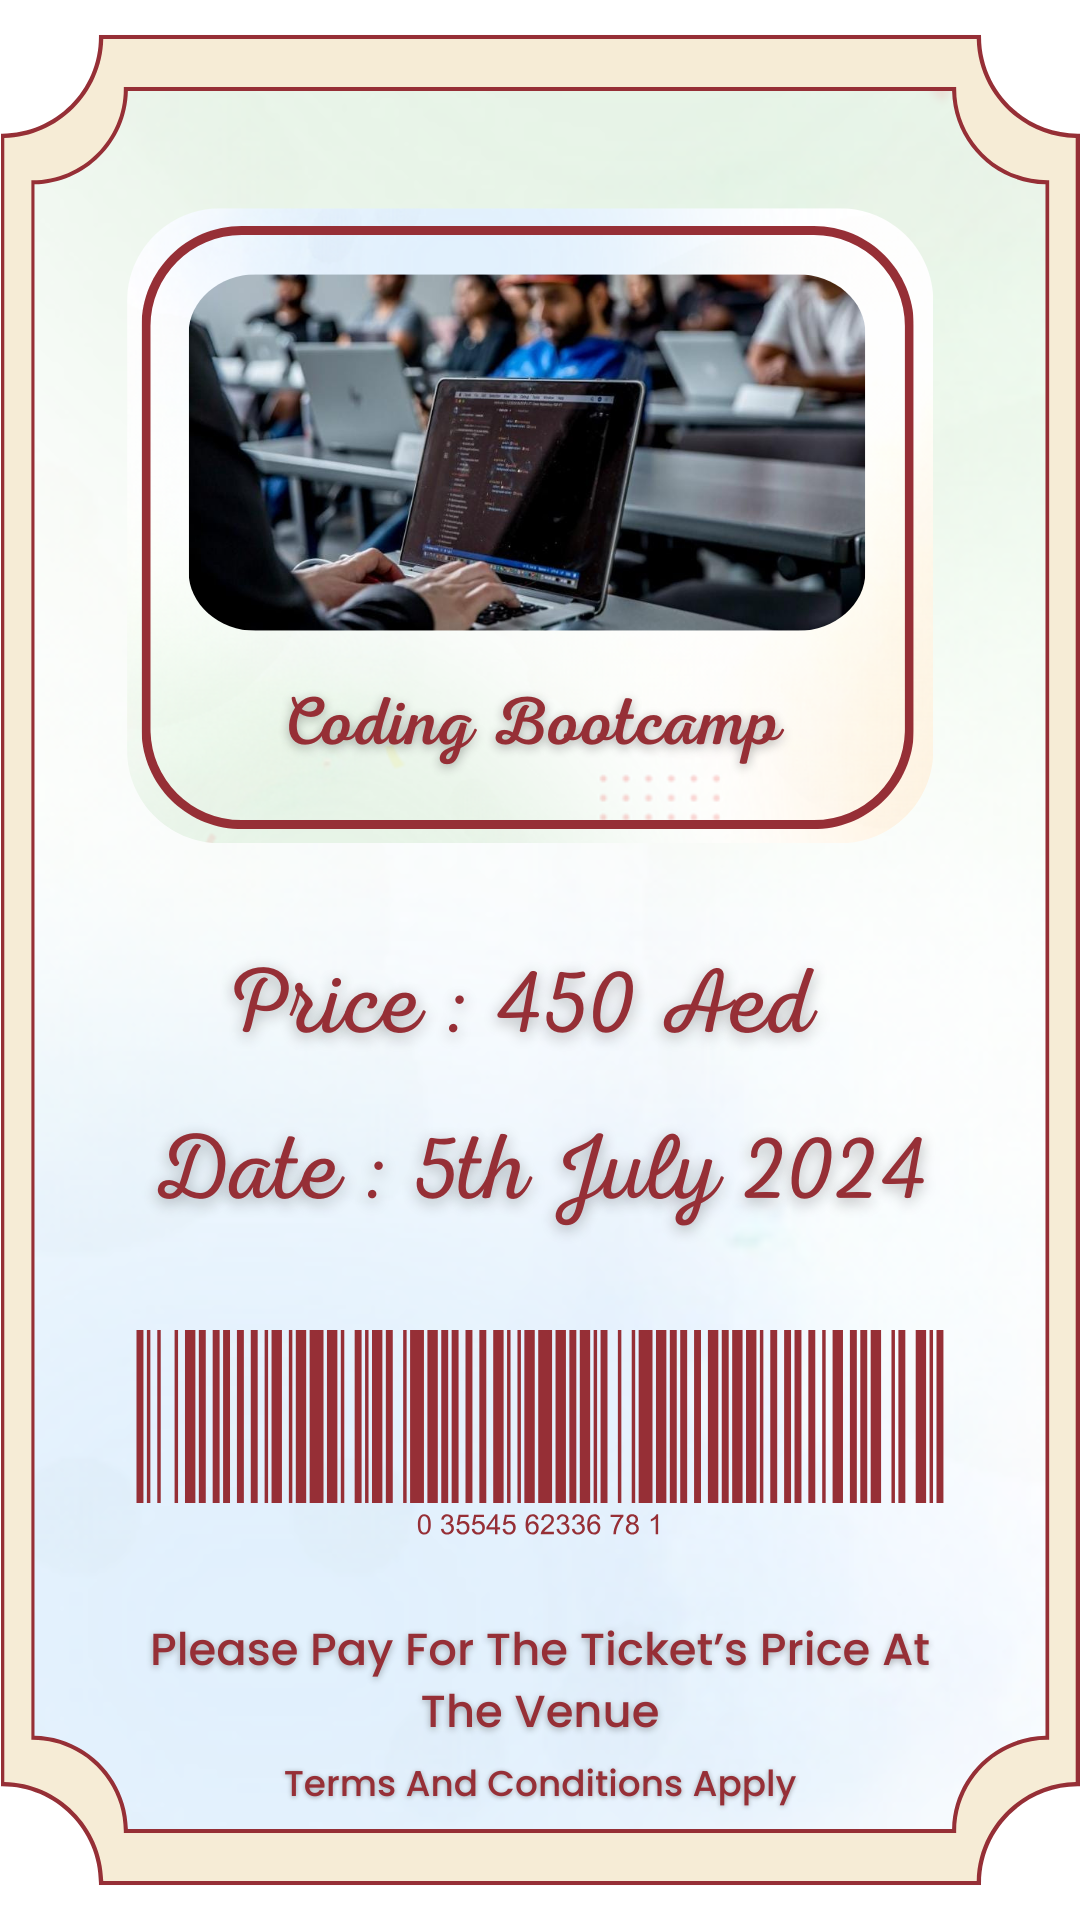 Coding Bootcamp
Price : 450 Aed
Date : 5th July 2024
0 35545 62336 78 1
Please Pay For The Ticket’s Price At
The Venue
Terms And Conditions Apply